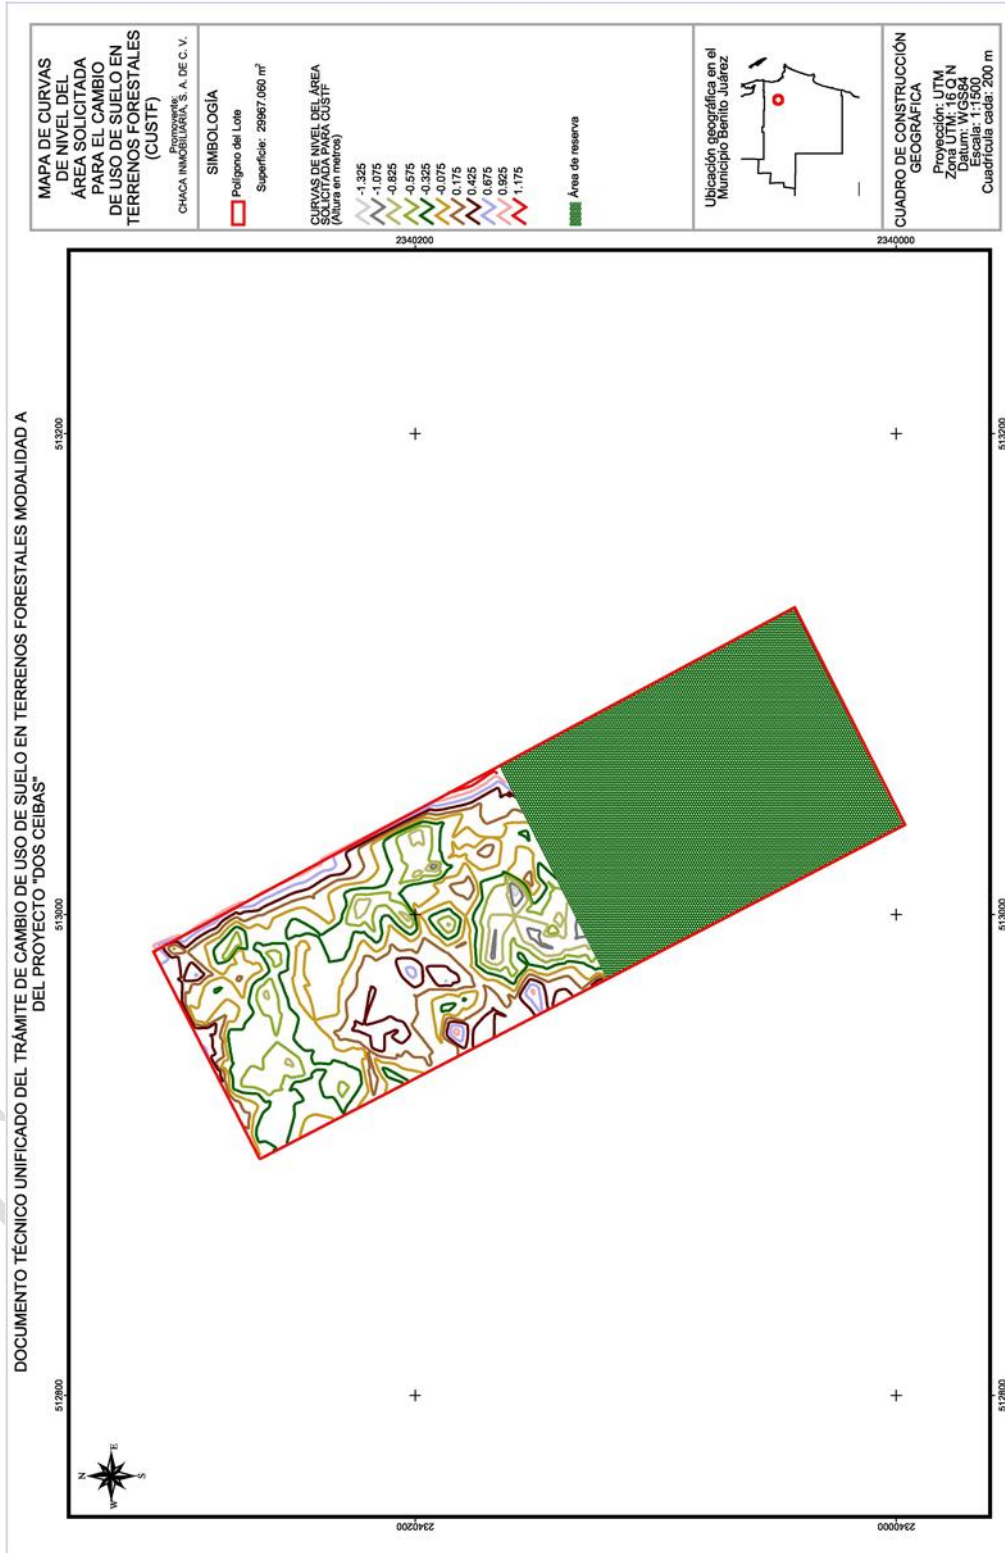 DOCUMENTO TÉCNICO UNIFICADO DEL TRÁMITE DE CAMBIO DE USO DE SUELO EN TERRENOS FORESTALES MODALIDAD A
DEL PROYECTO "DOS CEIBAS"
512800
513000
513200
2340200
2340000
N
W
E
S
2340200
2340000
512800
513000
513200
MAPA DE CURVAS
DE NIVEL DEL
ÁREA SOLICITADA
PARA EL CAMBIO
DE USO DE SUELO EN
TERRENOS FORESTALES
(CUSTF)
Promovente:
CHACA INMOBILIARIA, S. A. DE C. V.
SIMBOLOGÍA
Polígono del Lote
Superficie: 29967.060 m²
CURVAS DE NIVEL DEL ÁREA
SOLICITADA PARA CUSTF
(Altura en metros)
-1.325
-1.075
-0.825
-0.575
-0.325
-0.075
0.175
0.425
0.675
0.925
1.175
Área de reserva
Ubicación geográfica en el
Municipio Benito Juárez
CUADRO DE CONSTRUCCIÓN
GEOGRÁFICA
Proyección: UTM
Zona UTM: 16 Q N
Datum: WGS84
Escala: 1:1500
Cuadrícula cada: 200 m